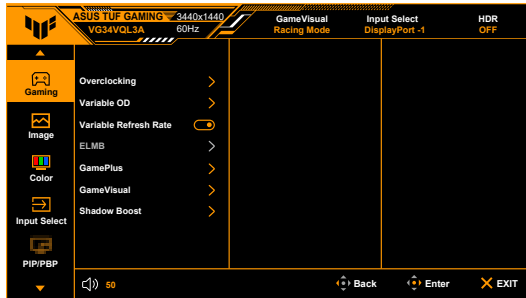 ASUS TUF GAMING 3440x1440
VG34VQL3A 60Hz
GameVisual
Racing Mode
Input Select
DisplayPort -1
HDR
OFF
Gaming
Image
Color
Input Select
PIP/PBP
Overclocking
Variable OD
Variable Refresh Rate
ELMB
GamePlus
GameVisual
Shadow Boost
50
Back
Enter
EXIT